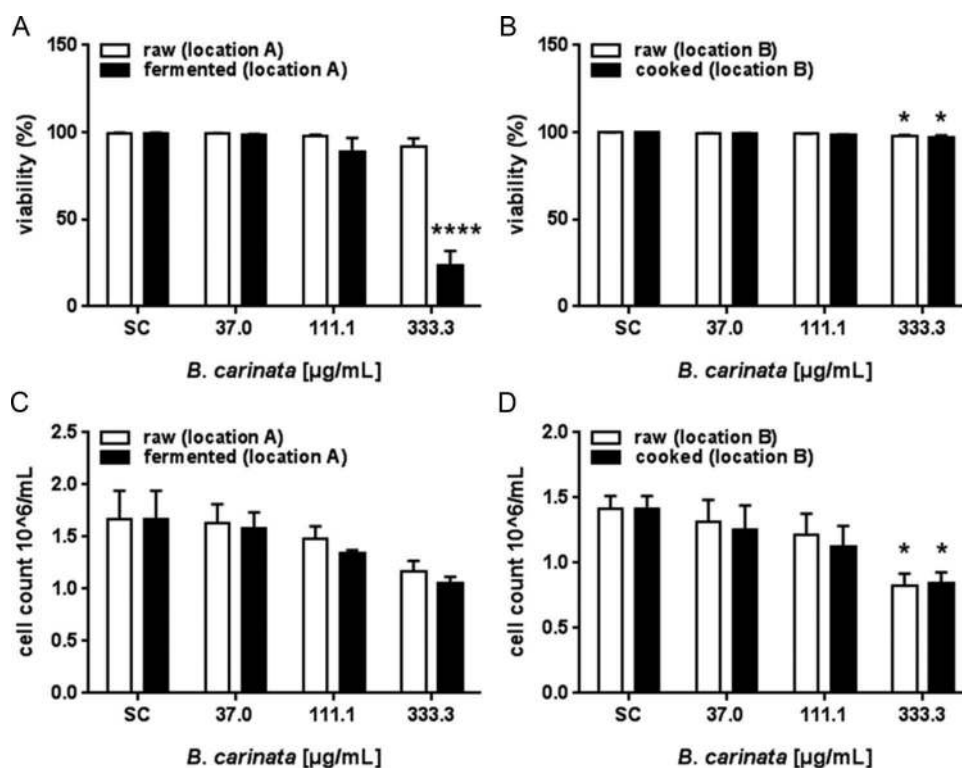 A
raw (location A)
fermented (location A)
150
100
50
0
viability (%)
****
SC 37.0 111.1 333.3
B. carinata [µg/mL]
B
raw (location B)
cooked (location B)
150
100
50
0
viability (%)
* *
SC 37.0 111.1 333.3
B. carinata [µg/mL]
C
raw (location A)
fermented (location A)
2.5
2.0
1.5
1.0
0.5
0.0
cell count 10^6/mL
SC 37.0 111.1 333.3
B. carinata [µg/mL]
D
raw (location B)
cooked (location B)
2.0
1.5
1.0
0.5
0.0
cell count 10^6/mL
* *
SC 37.0 111.1 333.3
B. carinata [µg/mL]